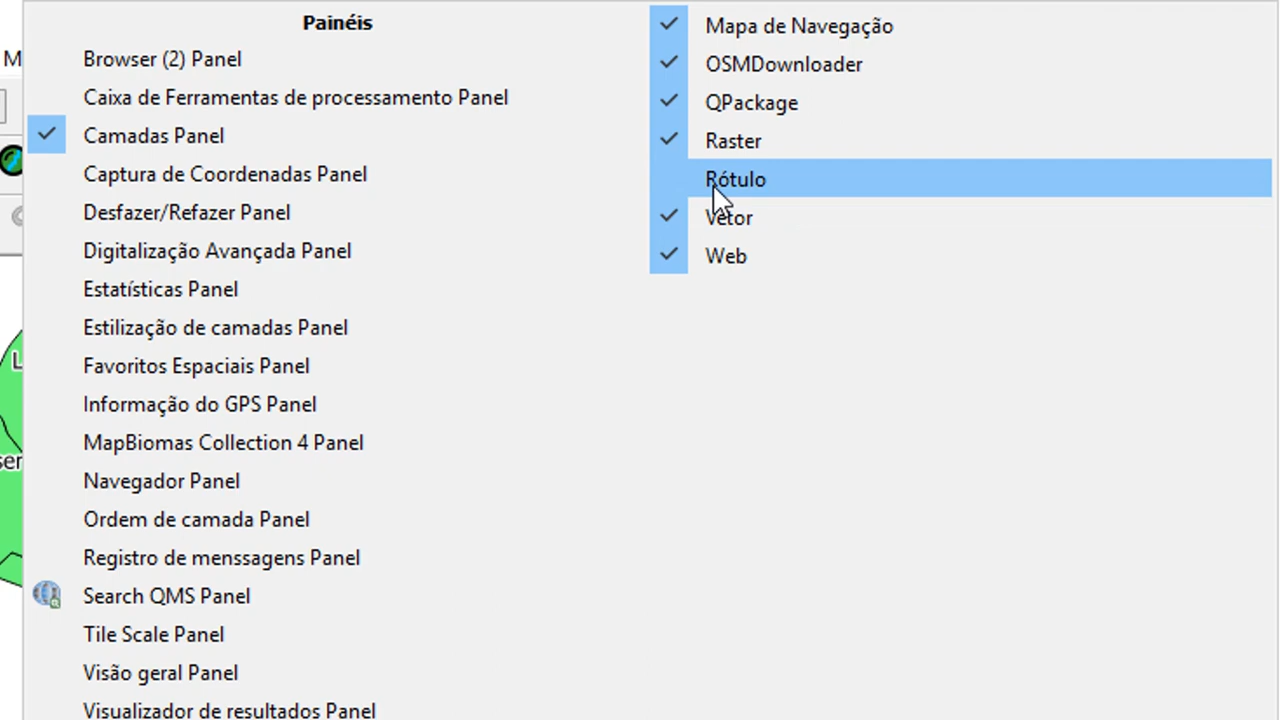 Painéis
Browser (2) Panel
Caixa de Ferramentas de processamento Panel
Camadas Panel
Captura de Coordenadas Panel
Desfazer/Refazer Panel
Digitalização Avançada Panel
Estatísticas Panel
Estilização de camadas Panel
Favoritos Espaciais Panel
Informação do GPS Panel
MapBiomas Collection 4 Panel
Navegador Panel
Ordem de camada Panel
Registro de menssagens Panel
Search QMS Panel
Tile Scale Panel
Visão geral Panel
Visualizador de resultados Panel
Mapa de Navegação
OSMDownloader
QPackage
Raster
Rótulo
Vetor
Web